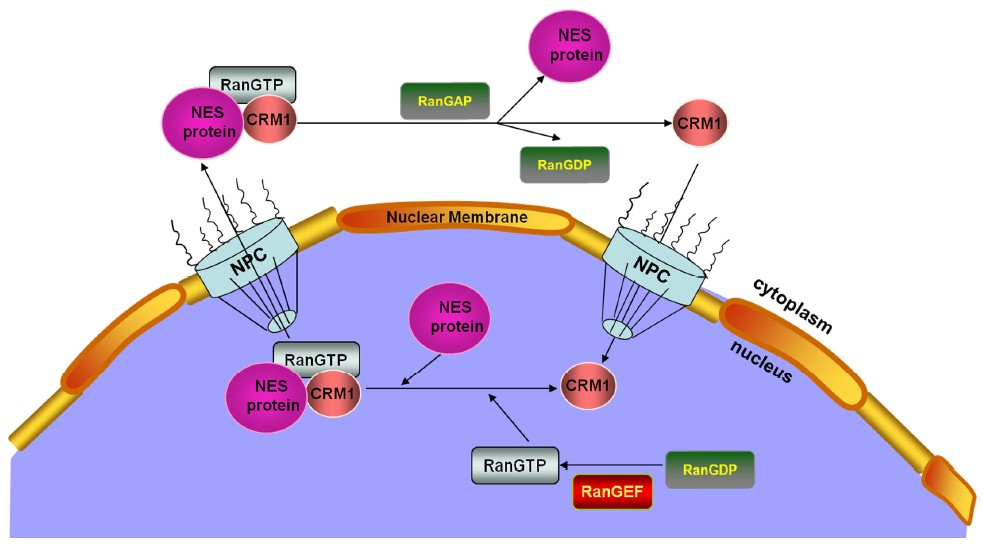 NES
protein
RanGTP
NES
protein
CRM1
RanGAP
CRM1
RanGDP
Nuclear Membrane
NPC
NPC
cytoplasm
nucleus
NES
protein
RanGTP
NES
protein
CRM1
CRM1
RanGTP
RanGDP
RanGEF